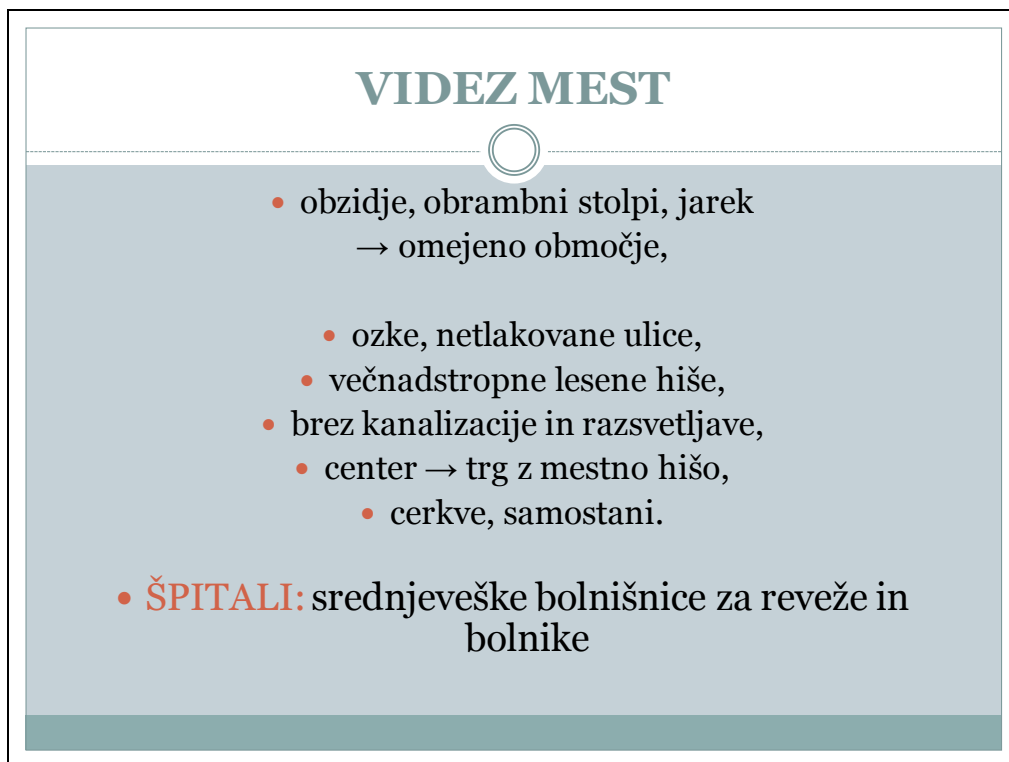 VIDEZ MEST
• obzidje, obrambni stolpi, jarek
→ omejeno območje,
• ozke, netlakovane ulice,
• večnadstropne lesene hiše,
• brez kanalizacije in razsvetljave,
• center → trg z mestno hišo,
• cerkve, samostani.
• ŠPITALI: srednjeveške bolnišnice za reveže in
bolnike